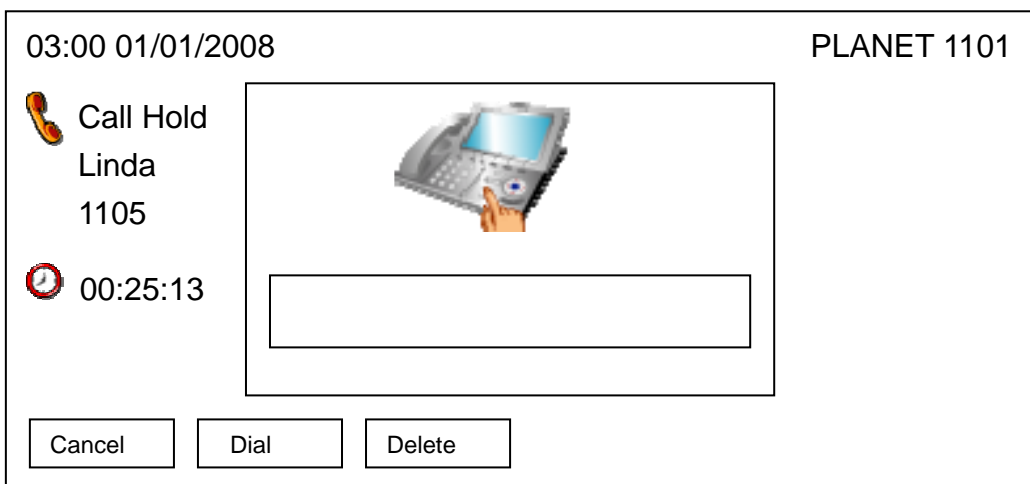 03:00 01/01/2008 PLANET 1101
Call Hold
Linda
1105
00:25:13
Cancel Dial Delete